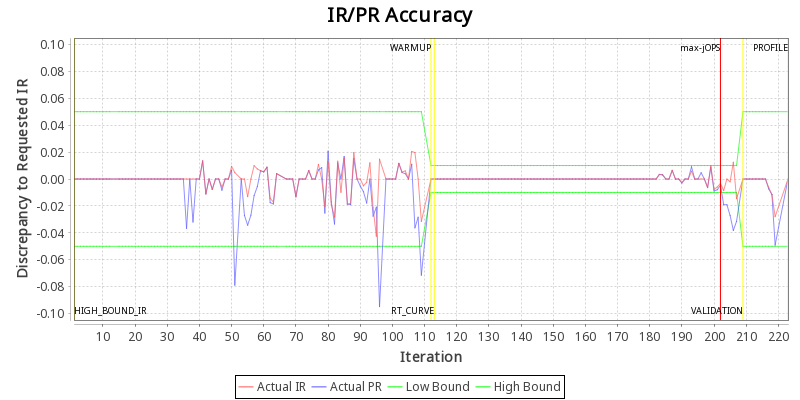 IR/PR Accuracy
Discrepancy to Requested IR
0.10
0.08
0.06
0.04
0.02
0.00
-0.02
-0.04
-0.06
-0.08
-0.10
WARMUP
max-jOPS
PROFILE
HIGH_BOUND_IR
RT_CURVE
VALIDATION
10 20 30 40 50 60 70 80 90 100 110 120 130 140 150 160 170 180 190 200 210 220
Iteration
Actual IR Actual PR Low Bound High Bound